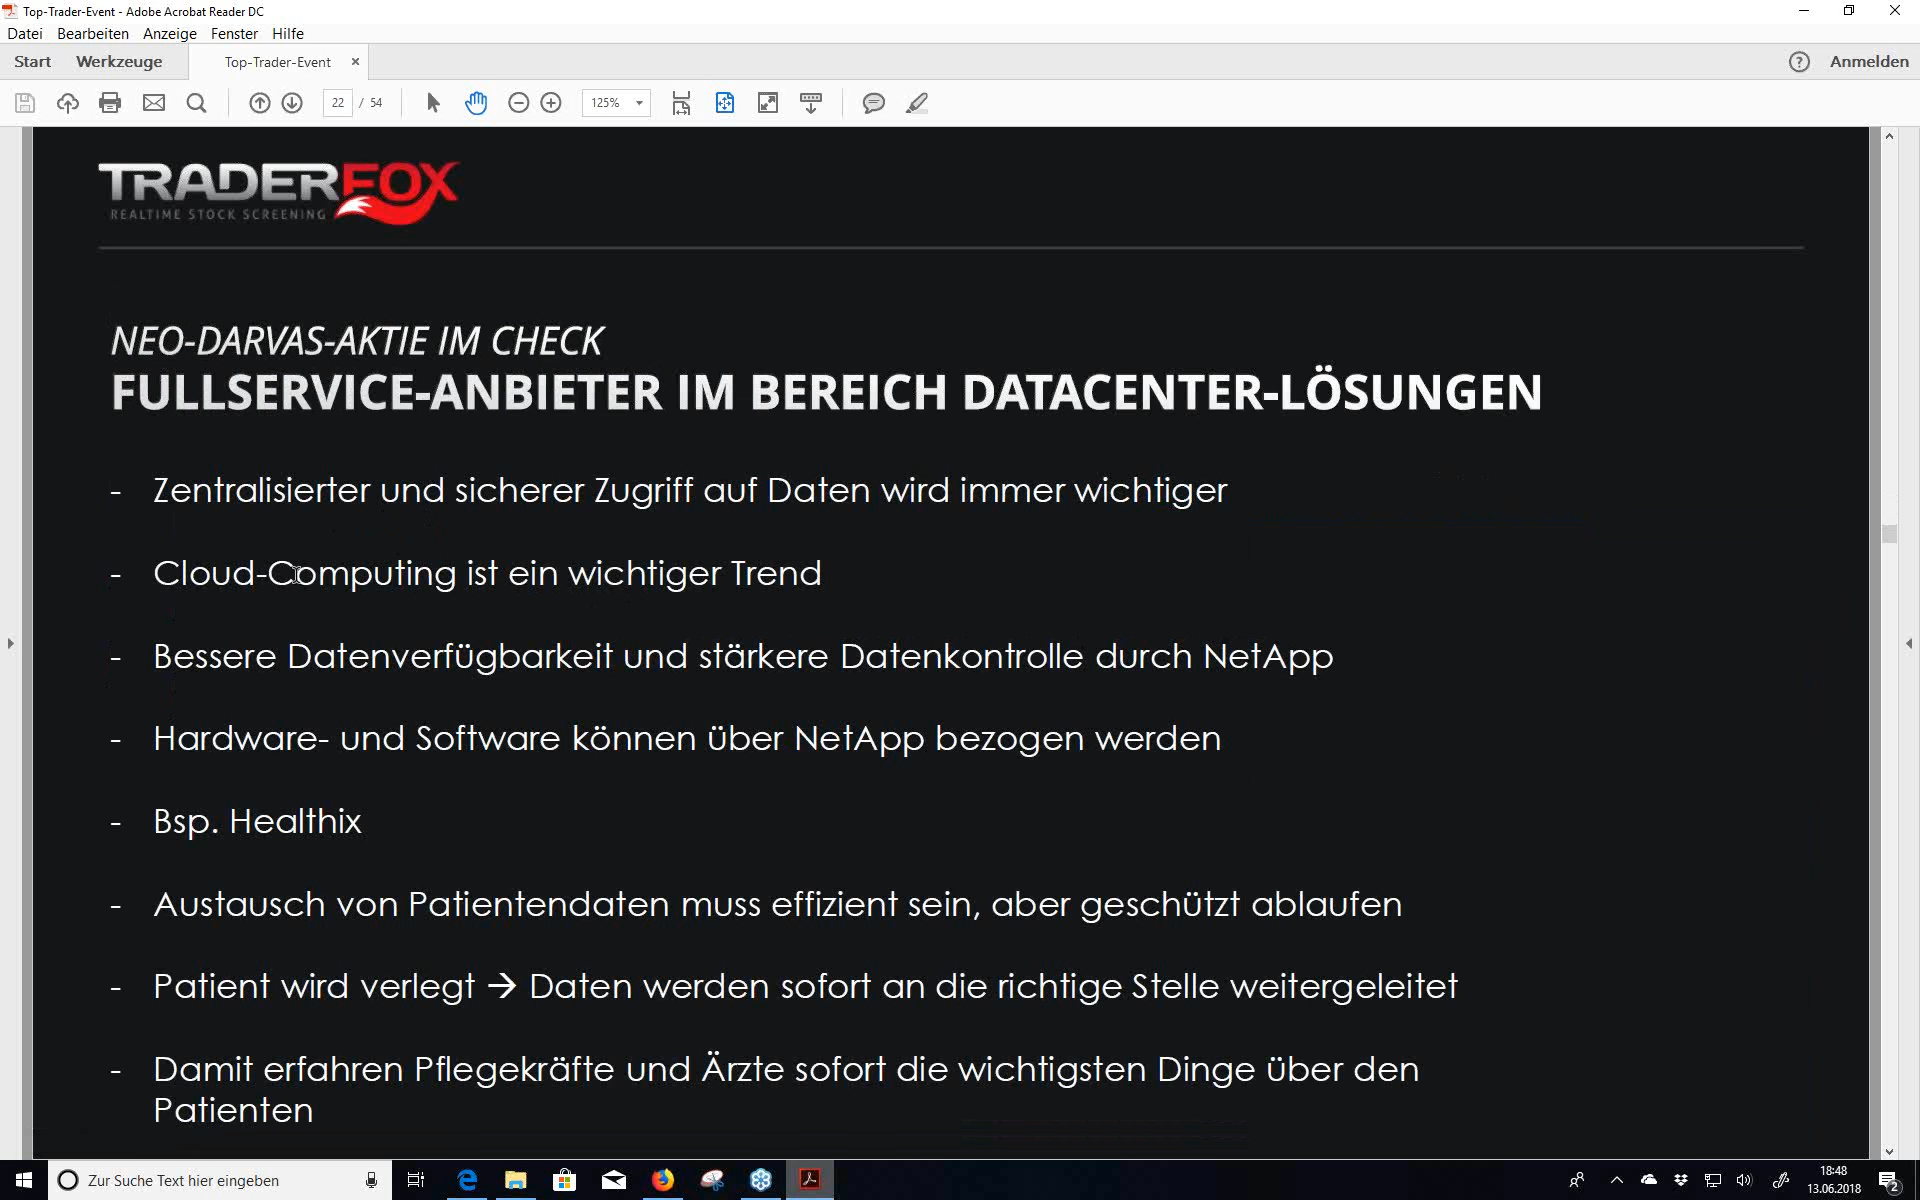 Top-Trader-Event - Adobe Acrobat Reader DC
Datei Bearbeiten Anzeige Fenster Hilfe
Start Werkzeuge Top-Trader-Event × ? Anmelden
22 / 54 125%
TRADERFOX
REALTIME STOCK SCREENING
NEO-DARVAS-AKTIE IM CHECK
FULLSERVICE-ANBIETER IM BEREICH DATACENTER-LÖSUNGEN
- Zentralisierter und sicherer Zugriff auf Daten wird immer wichtiger
- Cloud-Computing ist ein wichtiger Trend
- Bessere Datenverfügbarkeit und stärkere Datenkontrolle durch NetApp
- Hardware- und Software können über NetApp bezogen werden
- Bsp. Healthix
- Austausch von Patientendaten muss effizient sein, aber geschützt ablaufen
- Patient wird verlegt → Daten werden sofort an die richtige Stelle weitergeleitet
- Damit erfahren Pflegekräfte und Ärzte sofort die wichtigsten Dinge über den
Patienten
Zur Suche Text hier eingeben
18:48
13.06.2018
2